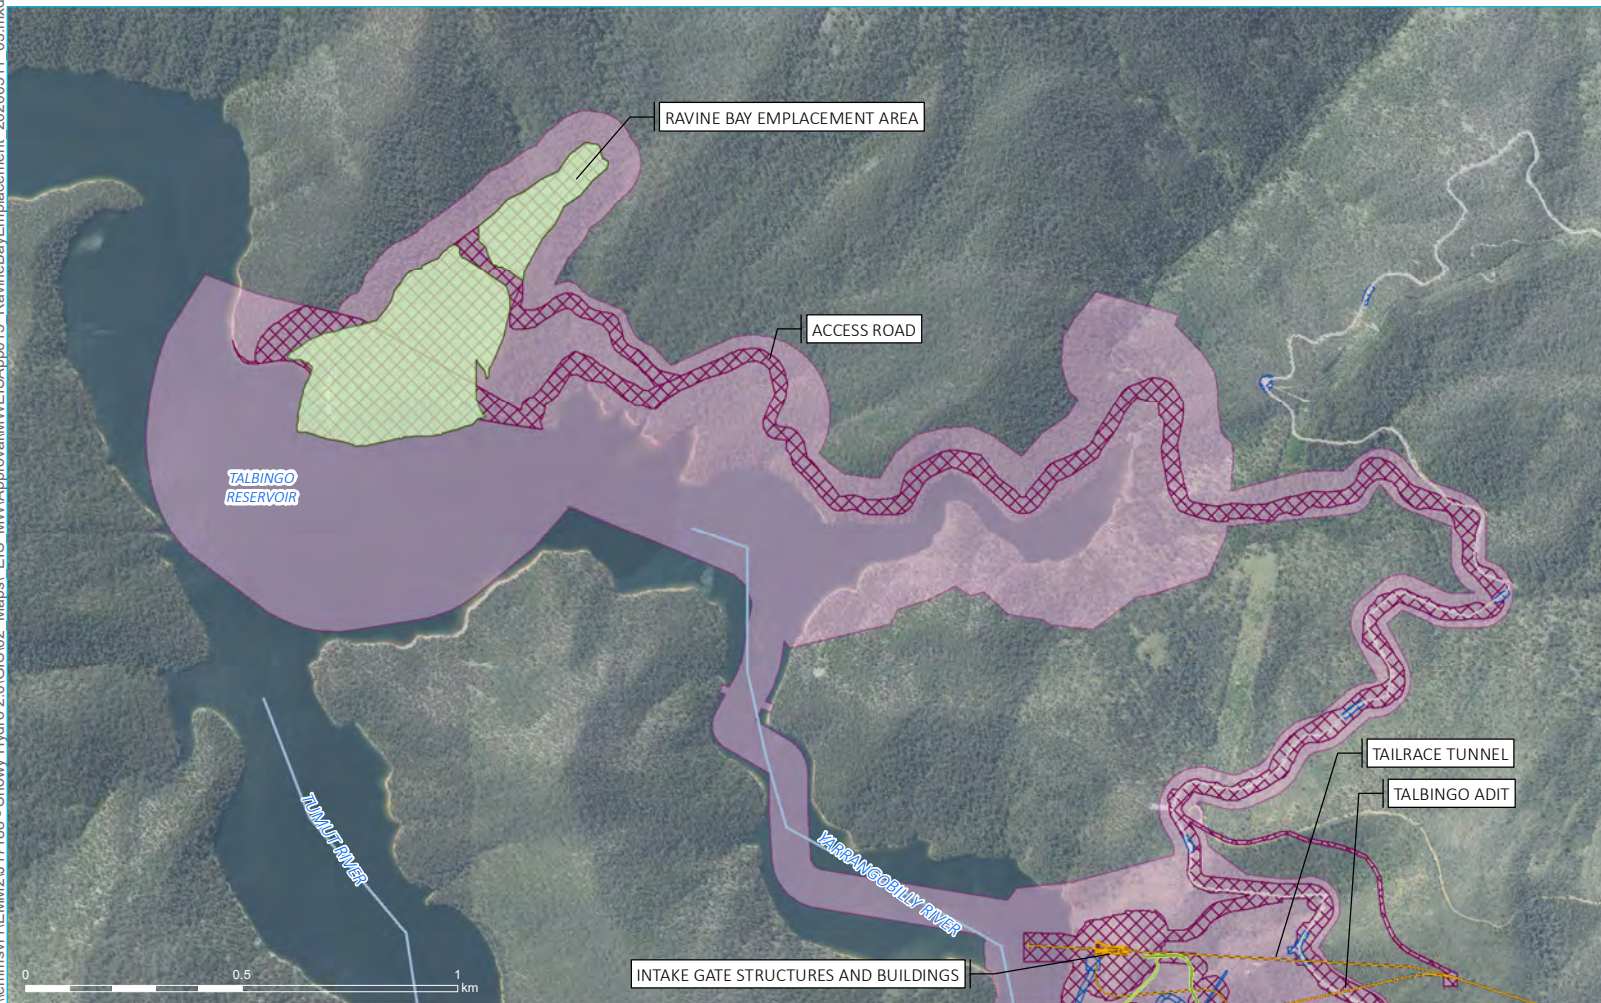 RAVINE BAY EMPLACEMENT AREA
ACCESS ROAD
TALBINGO
RESERVOIR
TAILRACE TUNNEL
TALBINGO ADIT
TUMUT RIVER
YARRANGOBILLY RIVER
INTAKE GATE STRUCTURES AND BUILDINGS
0 0.5 1
km